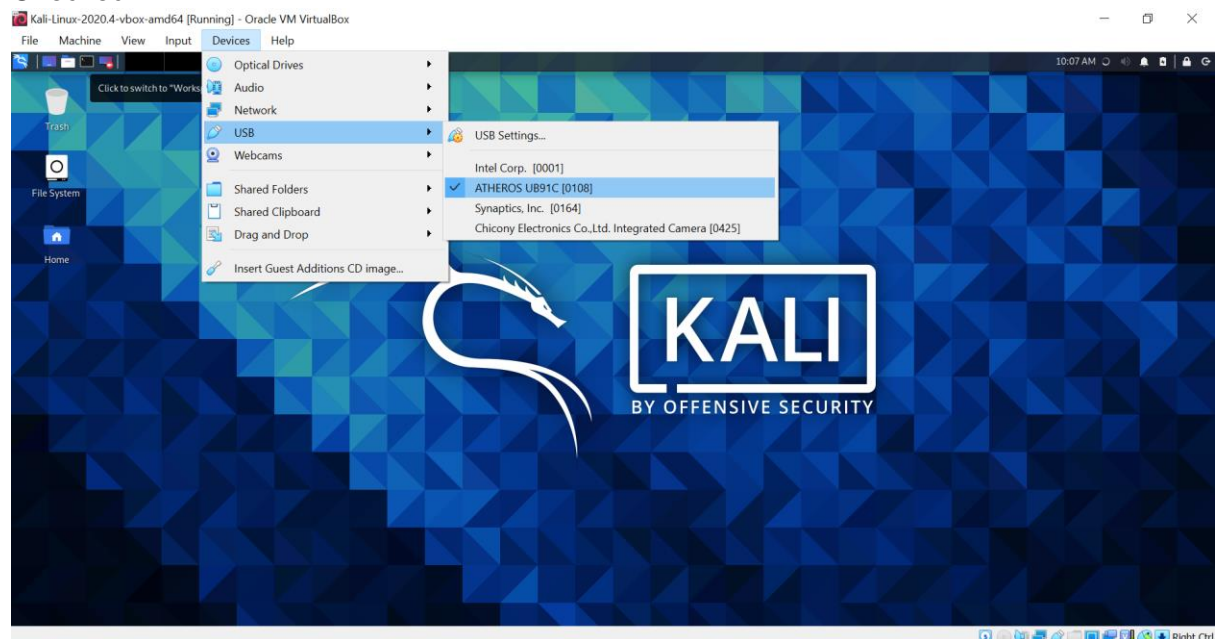 Kali-Linux-2020.4-vbox-amd64 [Running] - Oracle VM VirtualBox
File Machine View Input Devices Help
10:07 AM
Click to switch to "Works
Trash
File System
Home
Optical Drives
Audio
Network
USB
Webcams
Shared Folders
Shared Clipboard
Drag and Drop
Insert Guest Additions CD image...
USB Settings...
Intel Corp. [0001]
ATHEROS UB91C [0108]
Synaptics, Inc. [0164]
Chicony Electronics Co.,Ltd. Integrated Camera [0425]
KALI
BY OFFENSIVE SECURITY
Right Ctrl